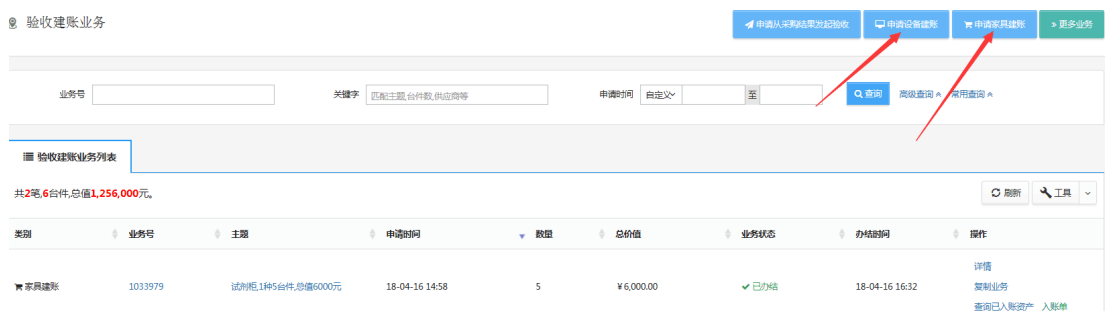 验收建账业务
申请从采购结果发起验收 申请设备建账 申请家具建账 » 更多业务
业务号 关键字 匹配主题,台件数,供应商等 申请时间 自定义 至 查询 高级查询 常用查询
验收建账业务列表
共2笔,6台件,总值1,256,000元。 刷新 工具
类别 业务号 主题 申请时间 数量 总价值 业务状态 办结时间 操作
详情
家具建账 1033979 试剂柜,1种5台件,总值6000元 18-04-16 14:58 5 ¥6,000.00 已办结 18-04-16 16:32 复制业务
查询已入账资产 入账单